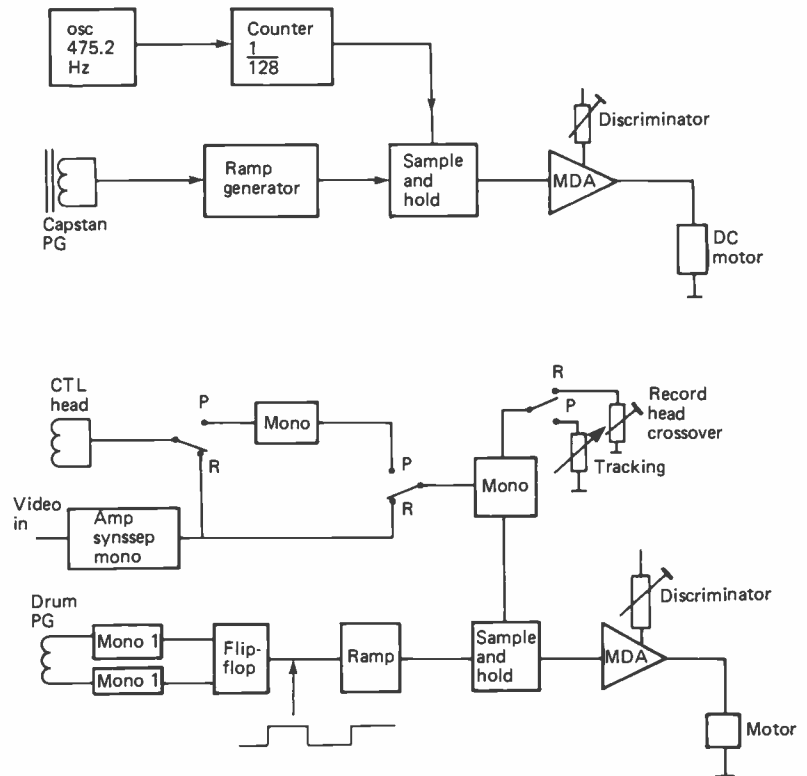 osc
475.2
Hz
Counter
1
128
Discriminator
Capstan
PG
Ramp
generator
Sample
and
hold
MDA
DC
motor
CTL
head
P
R
Mono
P
R
Mono
R
P
Record
head
crossover
Tracking
Video
in
Amp
synssep
mono
Drum
PG
Mono 1
Mono 1
Flip-
flop
Ramp
Sample
and
hold
MDA
Discriminator
Motor